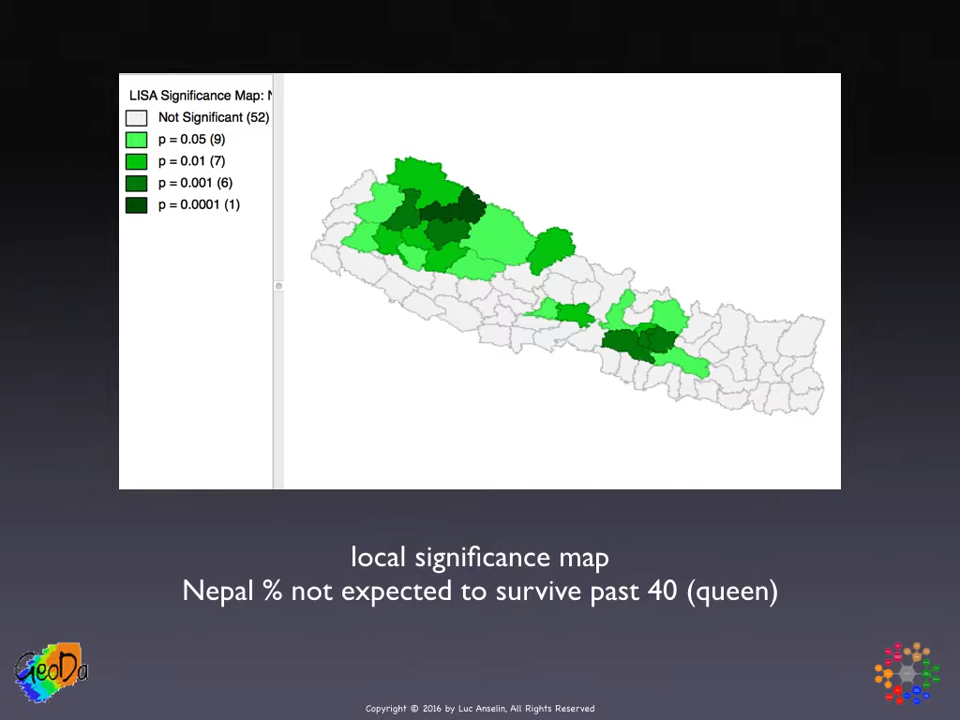 LISA Significance Map: N
Not Significant (52)
p = 0.05 (9)
p = 0.01 (7)
p = 0.001 (6)
p = 0.0001 (1)
local significance map
Nepal % not expected to survive past 40 (queen)
GeoDa
Copyright © 2016 by Luc Anselin, All Rights Reserved